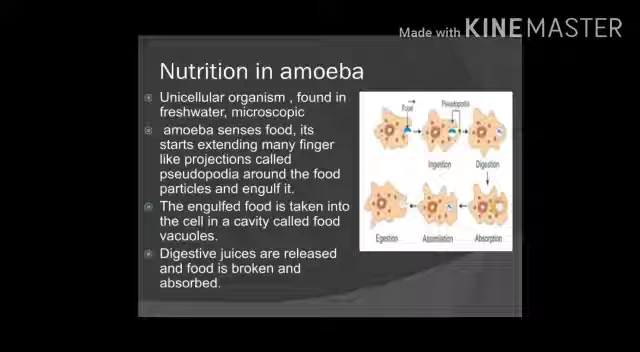 Made with KINEMASTER
Nutrition in amoeba
Unicellular organism , found in
freshwater, microscopic
amoeba senses food, its
starts extending many finger
like projections called
pseudopodia around the food
particles and engulf it.
The engulfed food is taken into
the cell in a cavity called food
vacuoles.
Digestive juices are released
and food is broken and
absorbed.
Food
Pseudopodia
Ingestion
Digestion
Egestion
Assimilation
Absorption